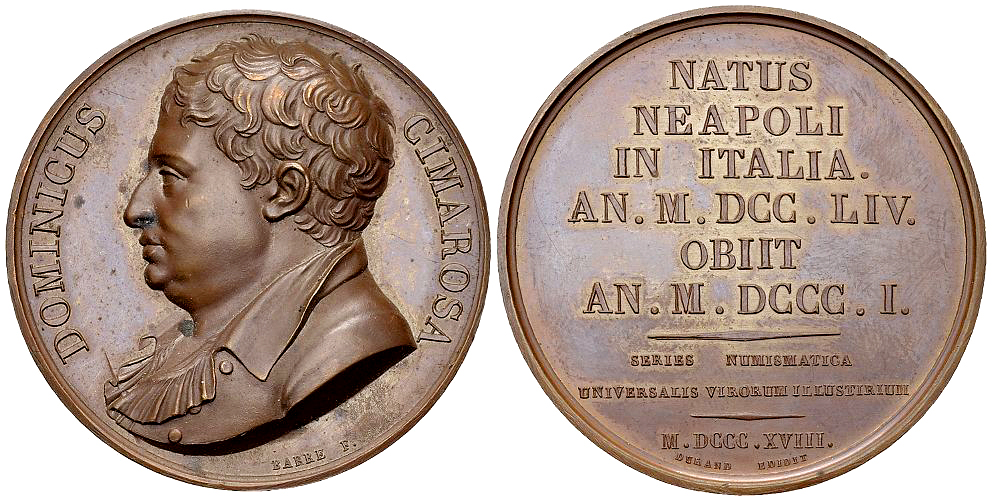 DOMINICUS CIMAROSA
BARRE F.
NATUS
NEAPOLI
IN ITALIA.
AN. M. DCC. LIV.
OBIIT
AN. M. DCCC. I.
SERIES NUMISMATICA
UNIVERSALIS VIRORUM ILLUSTRIUM
M. DCCC. XVIII.
DURAND EDIDIT